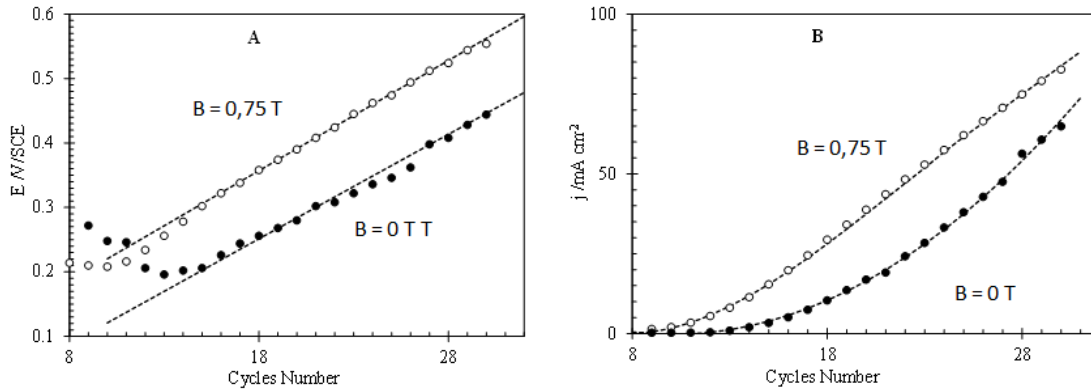 A
0.6
0.5
0.4
0.3
0.2
0.1
E /V/SCE
8
18
28
Cycles Number
B = 0,75 T
B = 0 T T
B
100
50
0
j /mA cm²
8
18
28
Cycles Number
B = 0,75 T
B = 0 T